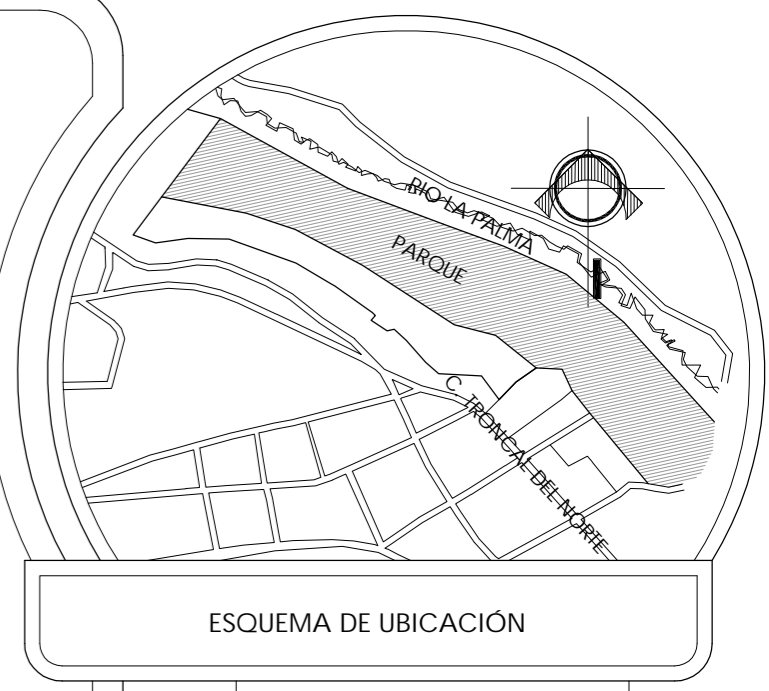 RIO LA PALMA
PARQUE
C. TRONCAL DEL NORTE
ESQUEMA DE UBICACIÓN